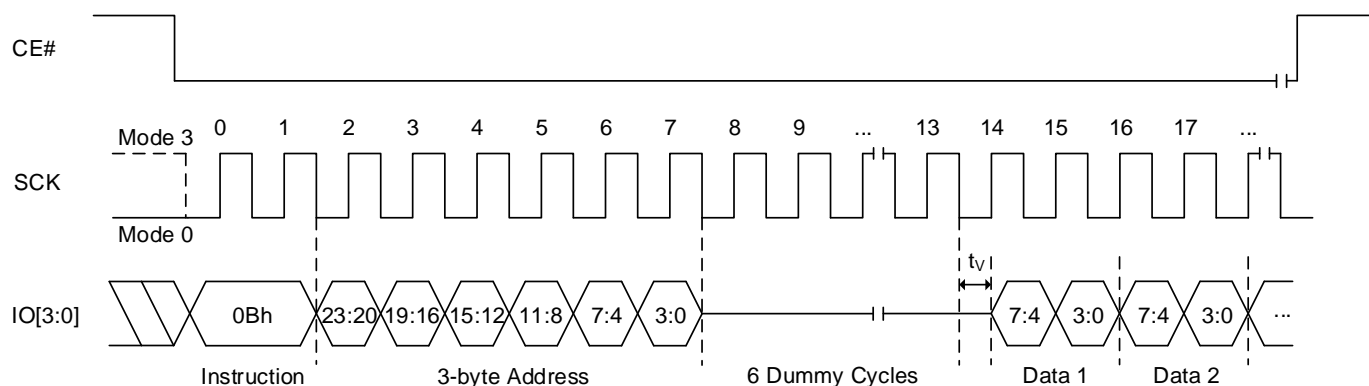 CE#
0 1 2 3 4 5 6 7 8 9 ... 13 14 15 16 17 ...
Mode 3
SCK
Mode 0
tV
IO[3:0] 0Bh 23:20 19:16 15:12 11:8 7:4 3:0 7:4 3:0 7:4 3:0 ...
Instruction 3-byte Address 6 Dummy Cycles Data 1 Data 2